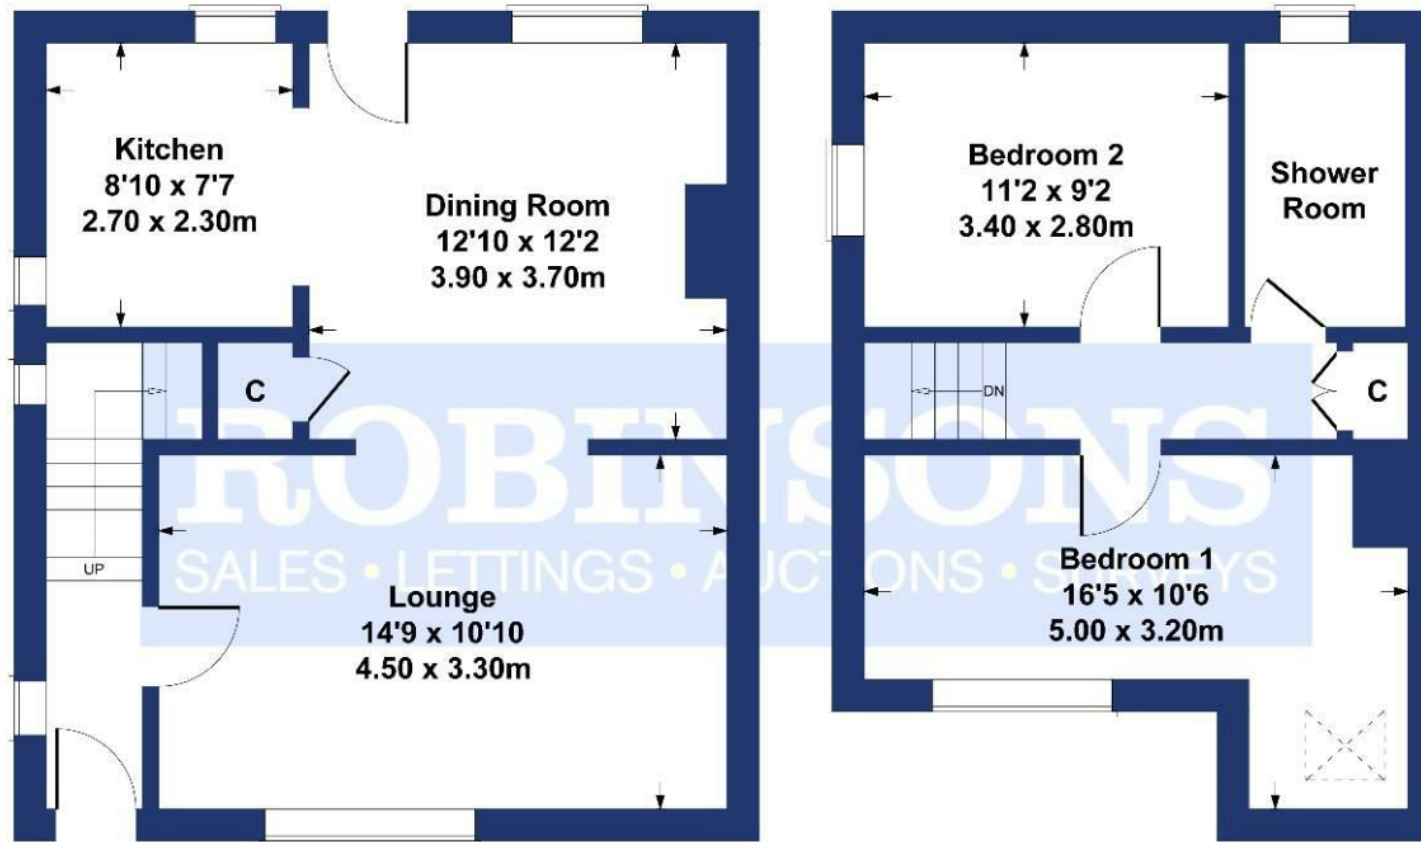 Kitchen
8'10 x 7'7
2.70 x 2.30m
Dining Room
12'10 x 12'2
3.90 x 3.70m
C
UP
Lounge
14'9 x 10'10
4.50 x 3.30m
Bedroom 2
11'2 x 9'2
3.40 x 2.80m
Shower
Room
DN
C
Bedroom 1
16'5 x 10'6
5.00 x 3.20m
ROBINSONS
SALES • LETTINGS • AUCTIONS • SURVEYS